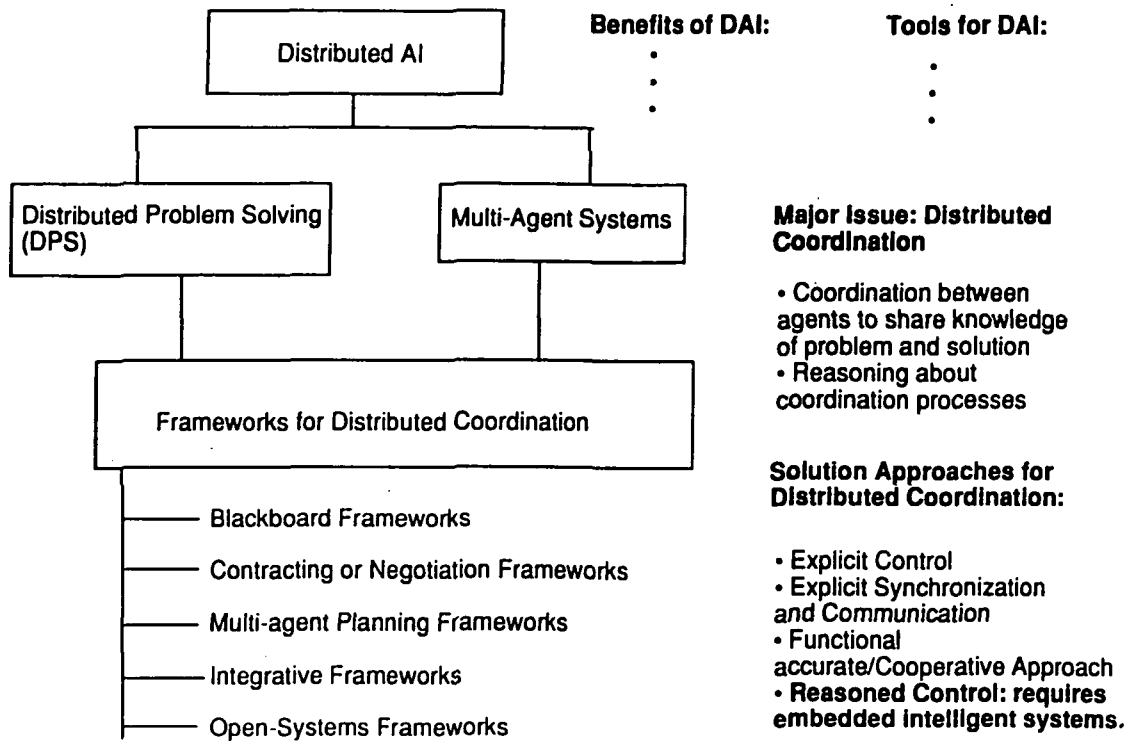 Distributed AI
Benefits of DAI:
•
•
•
Tools for DAI:
•
•
•
Distributed Problem Solving
(DPS)
Multi-Agent Systems
Frameworks for Distributed Coordination
Blackboard Frameworks
Contracting or Negotiation Frameworks
Multi-agent Planning Frameworks
Integrative Frameworks
Open-Systems Frameworks
Major Issue: Distributed
Coordination
• Coordination between
agents to share knowledge
of problem and solution
• Reasoning about
coordination processes
Solution Approaches for
Distributed Coordination:
• Explicit Control
• Explicit Synchronization
and Communication
• Functional
accurate/Cooperative Approach
• Reasoned Control: requires
embedded intelligent systems.